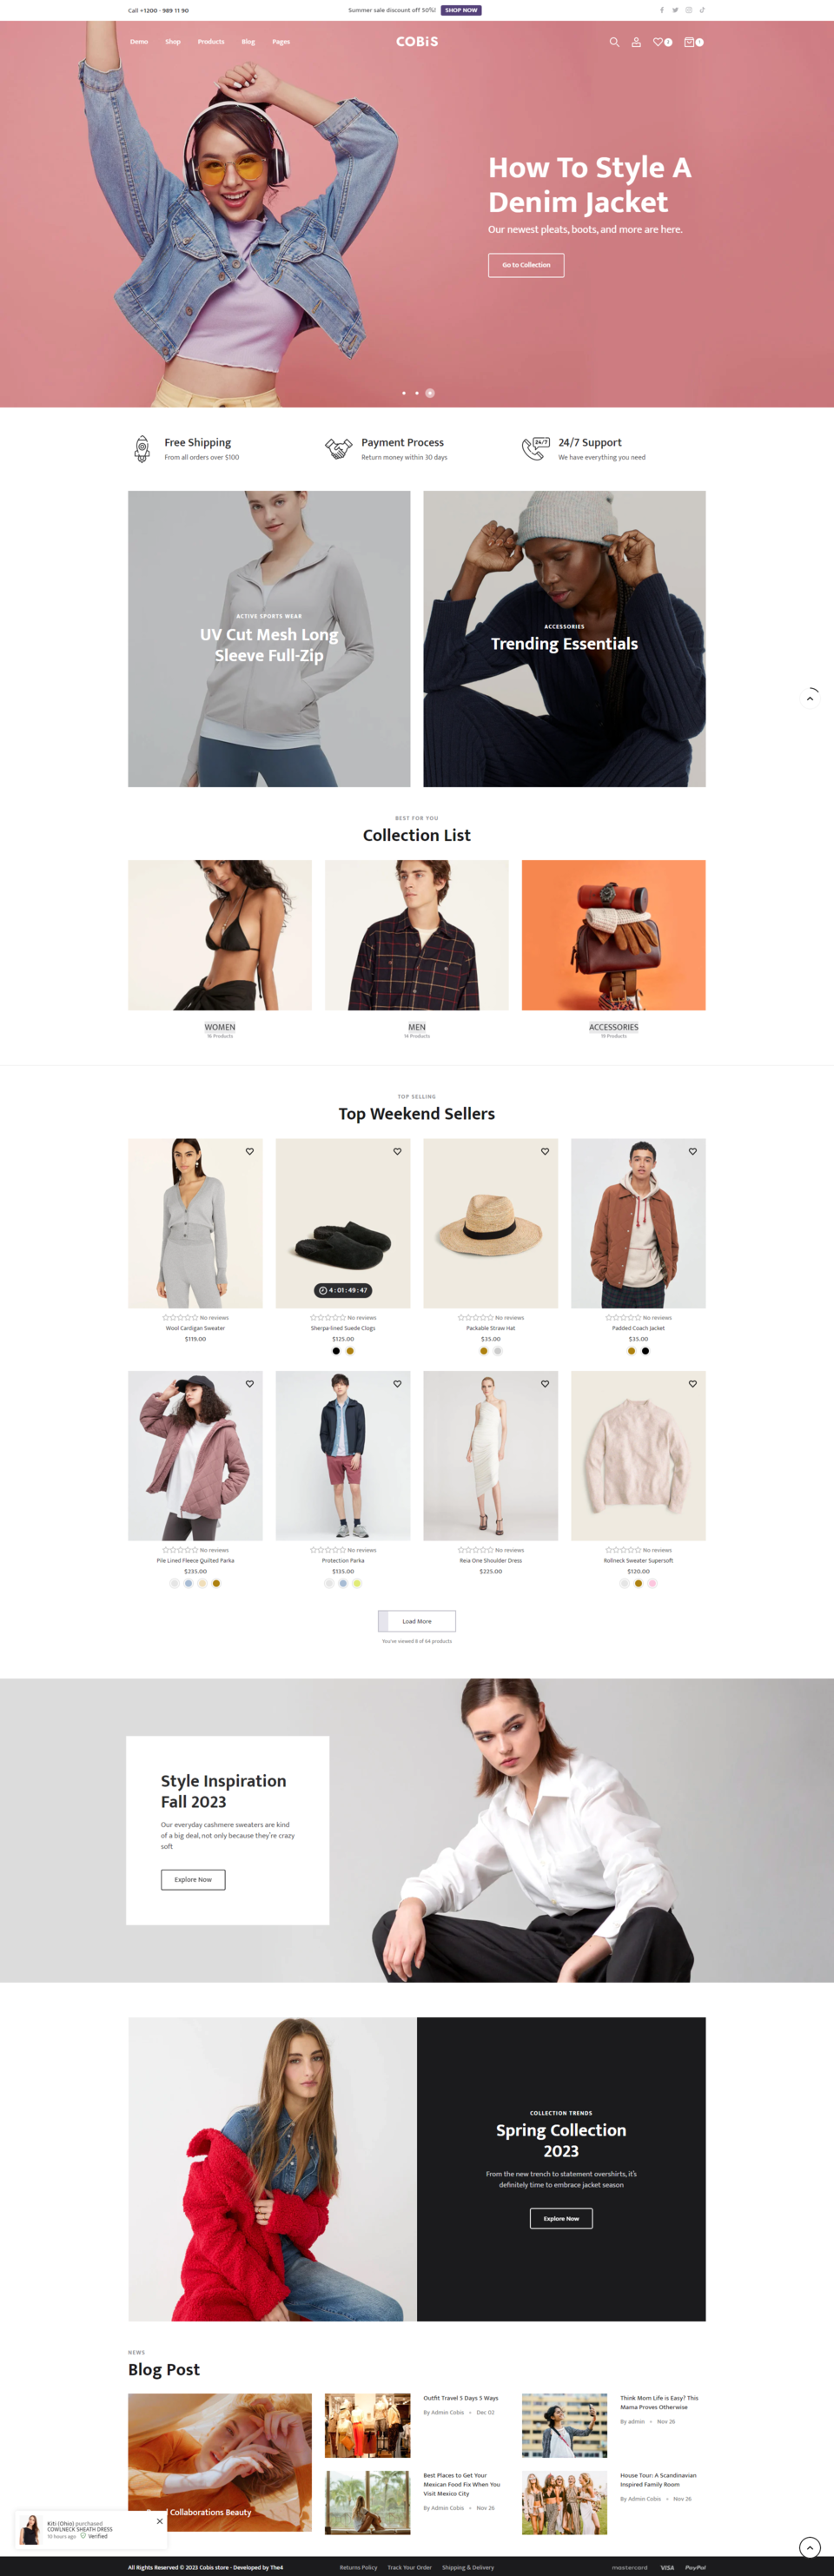 Call +1200 - 989 11 90
Summer sale discount off 50%! SHOP NOW
Demo Shop Products Blog Pages
COBiS
How To Style A
Denim Jacket
Our newest pleats, boots, and more are here.
Go to Collection
Free Shipping
From all orders over $100
Payment Process
Return money within 30 days
24/7
24/7 Support
We have everything you need
ACTIVE SPORTS WEAR
UV Cut Mesh Long
Sleeve Full-Zip
ACCESSORIES
Trending Essentials
BEST FOR YOU
Collection List
WOMEN
16 Products
MEN
14 Products
ACCESSORIES
Products
TOP SELLING
Top Weekend Sellers
4 : 01 : 49 : 47
No reviews
Wool Cardigan Sweater
$119.00
No reviews
Sherpa-lined Suede Clogs
$125.00
No reviews
Packable Straw Hat
$35.00
No reviews
Padded Coach Jacket
$35.00
No reviews
Pile Lined Fleece Quilted Parka
$235.00
No reviews
Protection Parka
$135.00
No reviews
Reia One Shoulder Dress
$225.00
No reviews
Rollneck Sweater Supersoft
$120.00
Load More
You've viewed 8 of 44 products
Style Inspiration
Fall 2023
Our everyday cashmere sweaters are kind
of a big deal, not only because they're crazy
soft
Explore Now
COLLECTION TRENDS
Spring Collection
2023
From the new trench to statement overshirts, it's
definitely time to embrace jacket season
Explore Now
NEWS
Blog Post
Collaborations Beauty
Outfit Travel 5 Days 5 Ways
By Admin Cobis • Dec 02
Best Places to Get Your
Mexican Food Fix When You
Visit Mexico City
By Admin Cobis • Nov 26
Think Mom Life is Easy? This
Mama Proves Otherwise
By admin • Nov 26
House Tour: A Scandinavian
Inspired Family Room
By Admin Cobis • Nov 26
Kiti (Ohio) purchased
COWLNECK SHEATH DRESS
10 hours ago Verified
All Rights Reserved © 2023 Cobis store - Developed by The4
Returns Policy Track Your Order Shipping & Delivery
mastercard VISA PayPal